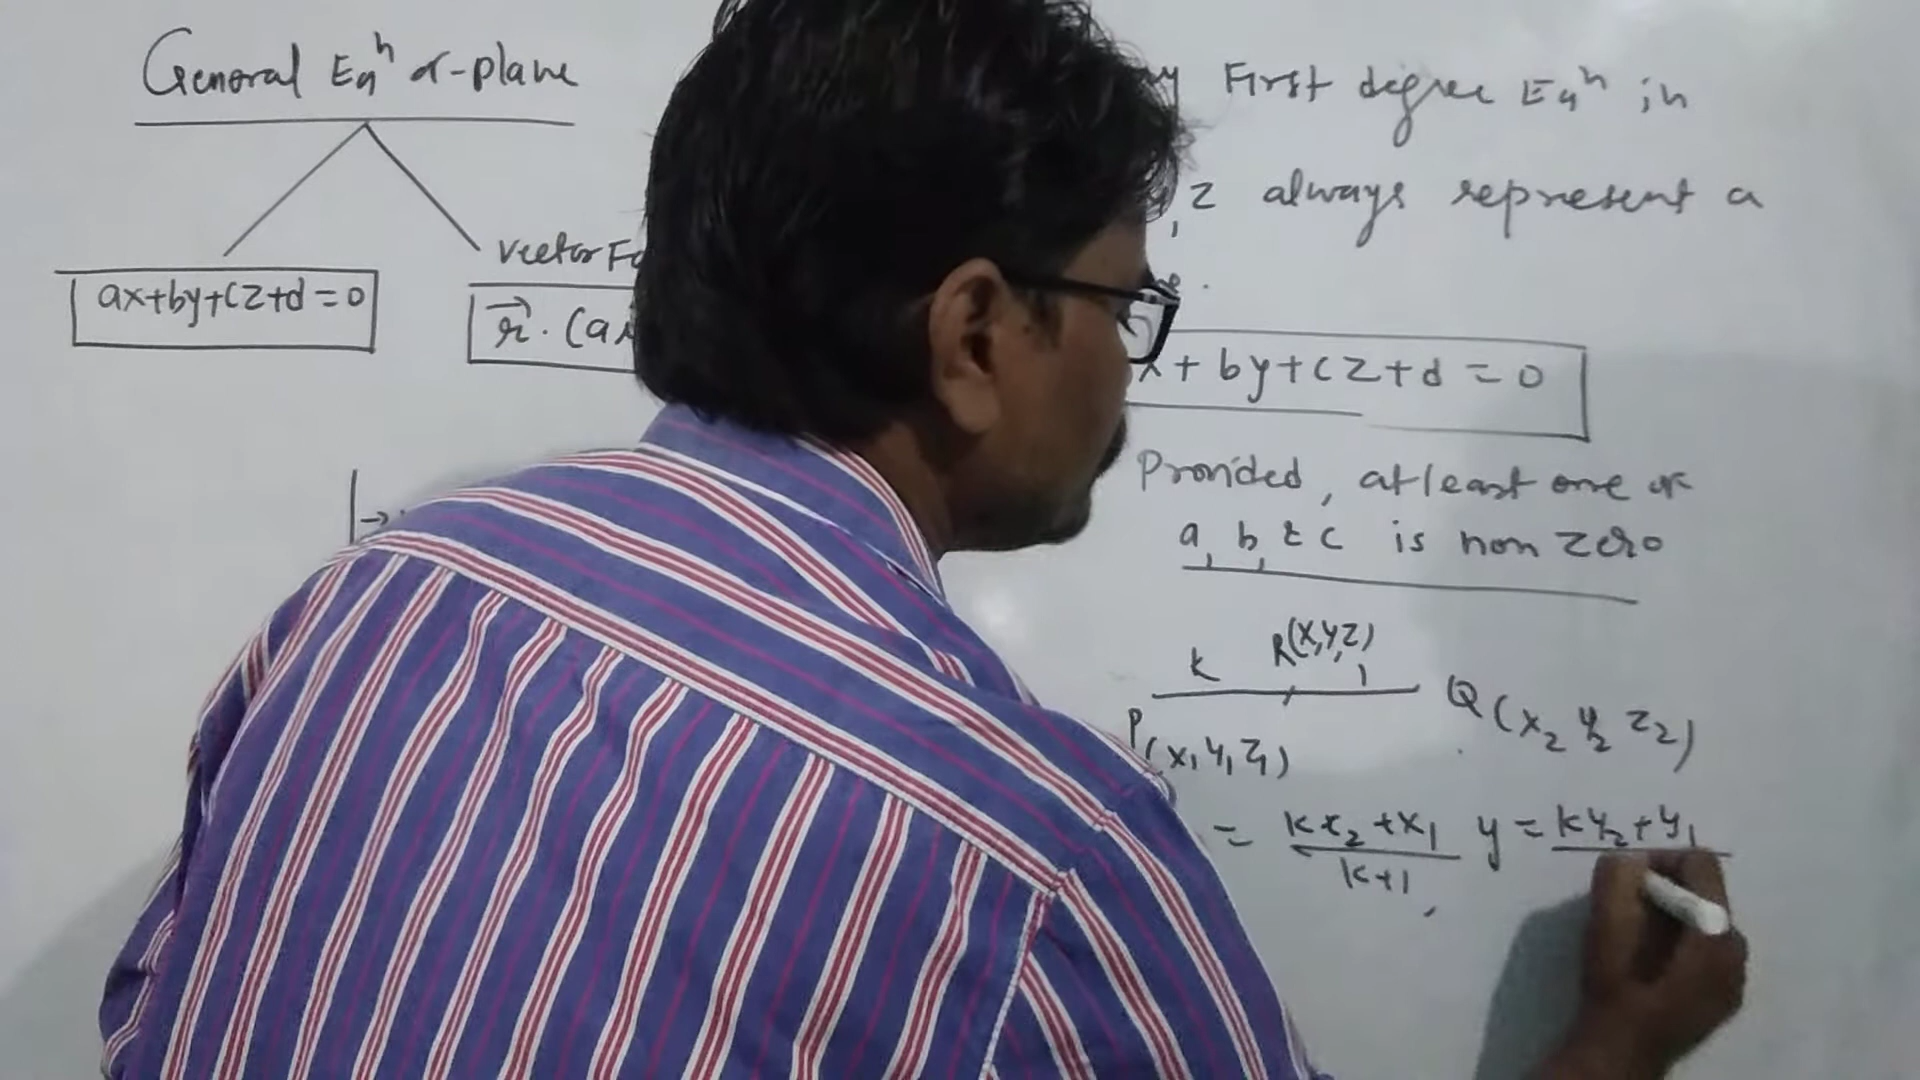 General Eqⁿ of plane
ax+by+cz+d=0
Vector
r⃗ . (a
First degree Eqⁿ in
, z always represent a
x + by + cz + d = 0
Provided, atleast one of
a, b, & c is non zero
k R(x,y,z) 1
P(x₁ y₁ z₁)
Q(x₂ y₂ z₂)
= kx₂+x₁ / k+1 , y = ky₂+y₁